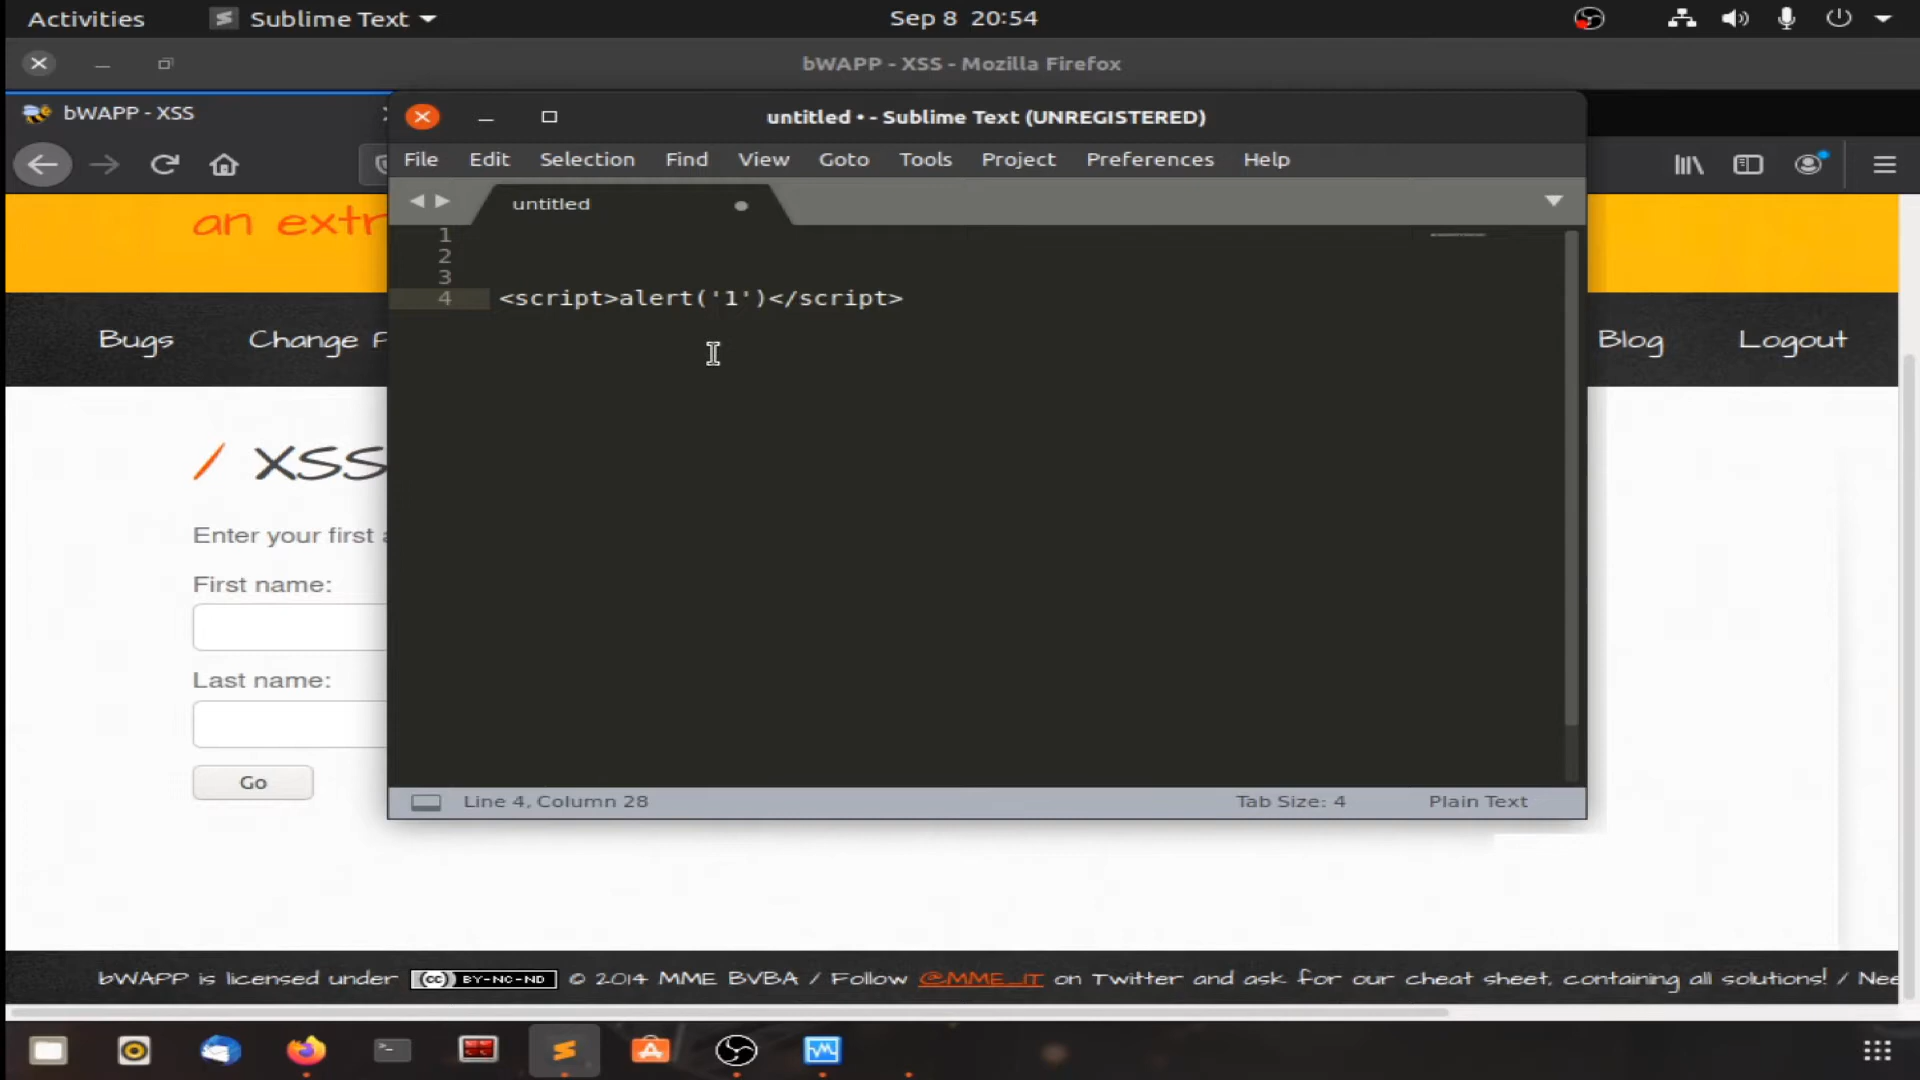 Activities Sublime Text Sep 8 20:54
bWAPP - XSS - Mozilla Firefox
bWAPP - XSS
untitled • - Sublime Text (UNREGISTERED)
File Edit Selection Find View Goto Tools Project Preferences Help
untitled
an extr
1
2
3
4 <script>alert('1')</script>
Bugs Change Blog Logout
/ XSS
Enter your first
First name:
Last name:
Go
Line 4, Column 28 Tab Size: 4 Plain Text
bWAPP is licensed under (cc) BY-NC-ND © 2014 MME BVBA / Follow @MME_IT on Twitter and ask for our cheat sheet, containing all solutions! / Nee